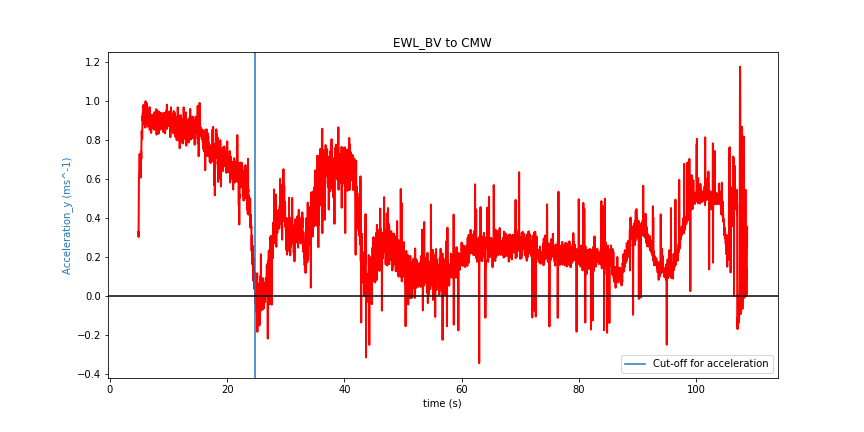 EWL_BV to CMW
Acceleration_y (ms^-1)
1.2
1.0
0.8
0.6
0.4
0.2
0.0
−0.2
−0.4
0 20 40 60 80 100
time (s)
Cut-off for acceleration